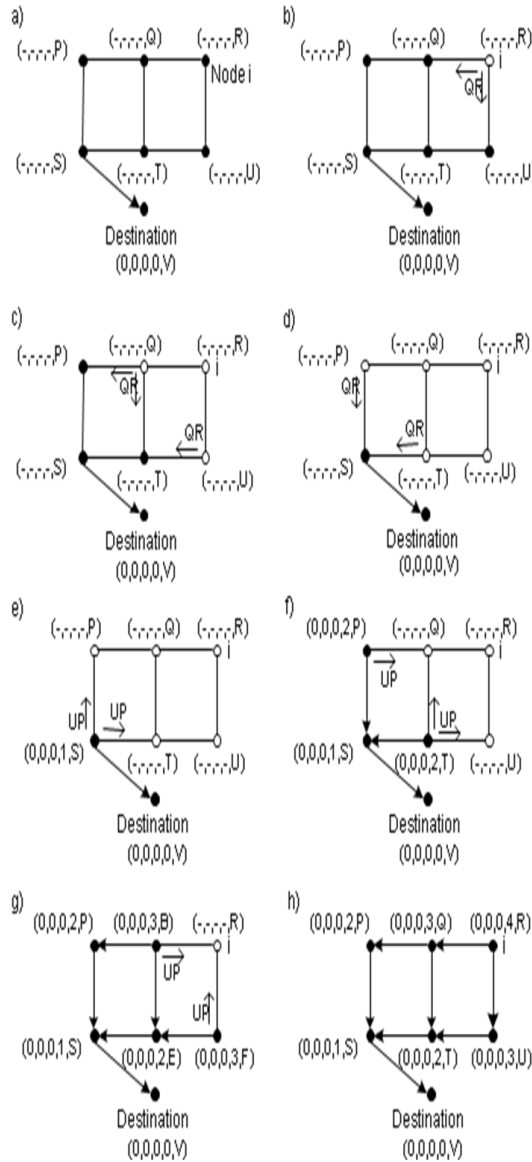 a)
b)
(-,-,-,-,P)
(-,-,-,-,Q)
(-,-,-,-,R)
Node i
(-,-,-,-,S)
(-,-,-,-,T)
(-,-,-,-,U)
Destination
(0,0,0,0,V)
(-,-,-,-,P)
(-,-,-,-,Q)
(-,-,-,-,R)
i
QR
(-,-,-,-,S)
(-,-,-,-,T)
(-,-,-,-,U)
Destination
(0,0,0,0,V)
c)
d)
(-,-,-,-,P)
(-,-,-,-,Q)
(-,-,-,-,R)
i
QR
QR
(-,-,-,-,S)
(-,-,-,-,T)
(-,-,-,-,U)
Destination
(0,0,0,0,V)
(-,-,-,-,P)
(-,-,-,-,Q)
(-,-,-,-,R)
i
QR
QR
(-,-,-,-,S)
(-,-,-,-,T)
(-,-,-,-,U)
Destination
(0,0,0,0,V)
e)
f)
(-,-,-,-,P)
(-,-,-,-,Q)
(-,-,-,-,R)
i
UP
UP
(0,0,0,1,S)
(-,-,-,-,T)
(-,-,-,-,U)
Destination
(0,0,0,0,V)
(0,0,0,2,P)
(-,-,-,-,Q)
(-,-,-,-,R)
i
UP
UP
(0,0,0,1,S)
(0,0,0,2,T)
(-,-,-,-,U)
Destination
(0,0,0,0,V)
g)
h)
(0,0,0,2,P)
(0,0,0,3,B)
(-,-,-,-,R)
i
UP
UP
(0,0,0,1,S)
(0,0,0,2,E)
(0,0,0,3,F)
Destination
(0,0,0,0,V)
(0,0,0,2,P)
(0,0,0,3,Q)
(0,0,0,4,R)
i
(0,0,0,1,S)
(0,0,0,2,T)
(0,0,0,3,U)
Destination
(0,0,0,0,V)